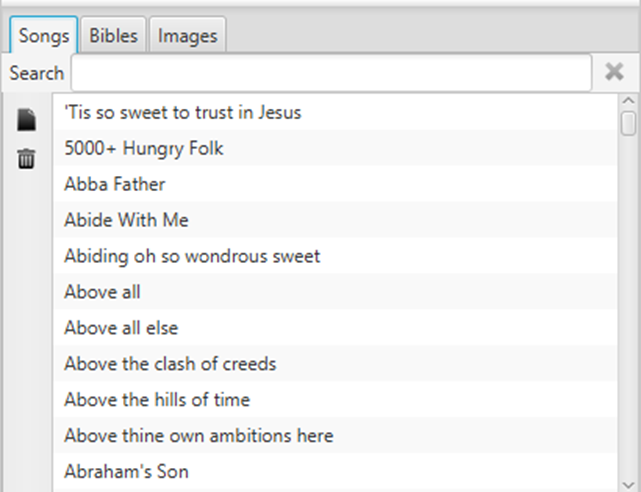 Songs Bibles Images
Search
'Tis so sweet to trust in Jesus
5000+ Hungry Folk
Abba Father
Abide With Me
Abiding oh so wondrous sweet
Above all
Above all else
Above the clash of creeds
Above the hills of time
Above thine own ambitions here
Abraham's Son